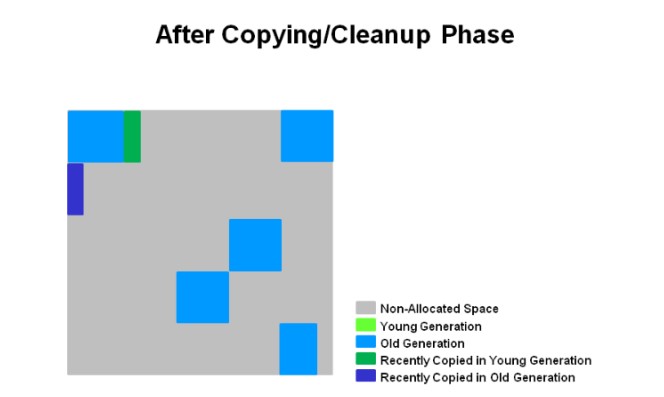 After Copying/Cleanup Phase
Non-Allocated Space
Young Generation
Old Generation
Recently Copied in Young Generation
Recently Copied in Old Generation